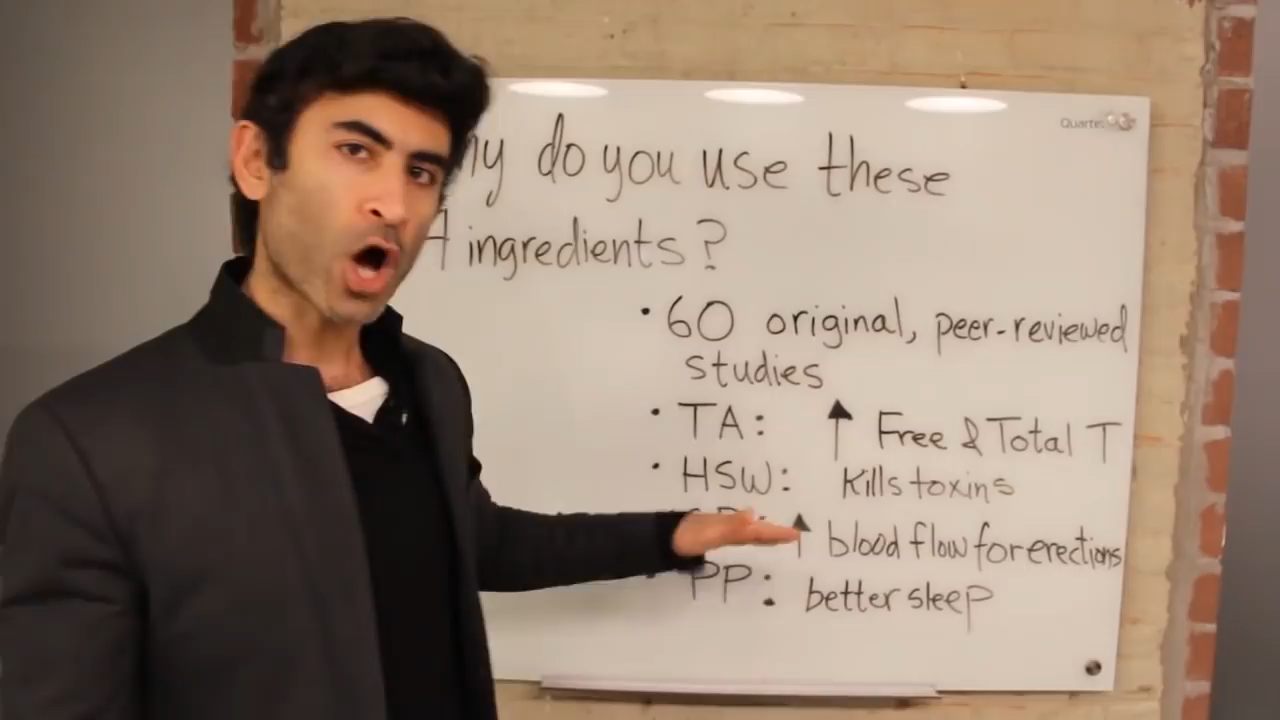 do you use these
ingredients?
• 60 original, peer-reviewed
studies
• TA: ↑ Free & Total T
• HSW: Kills toxins
↑ blood flow for erections
• PP: better sleep